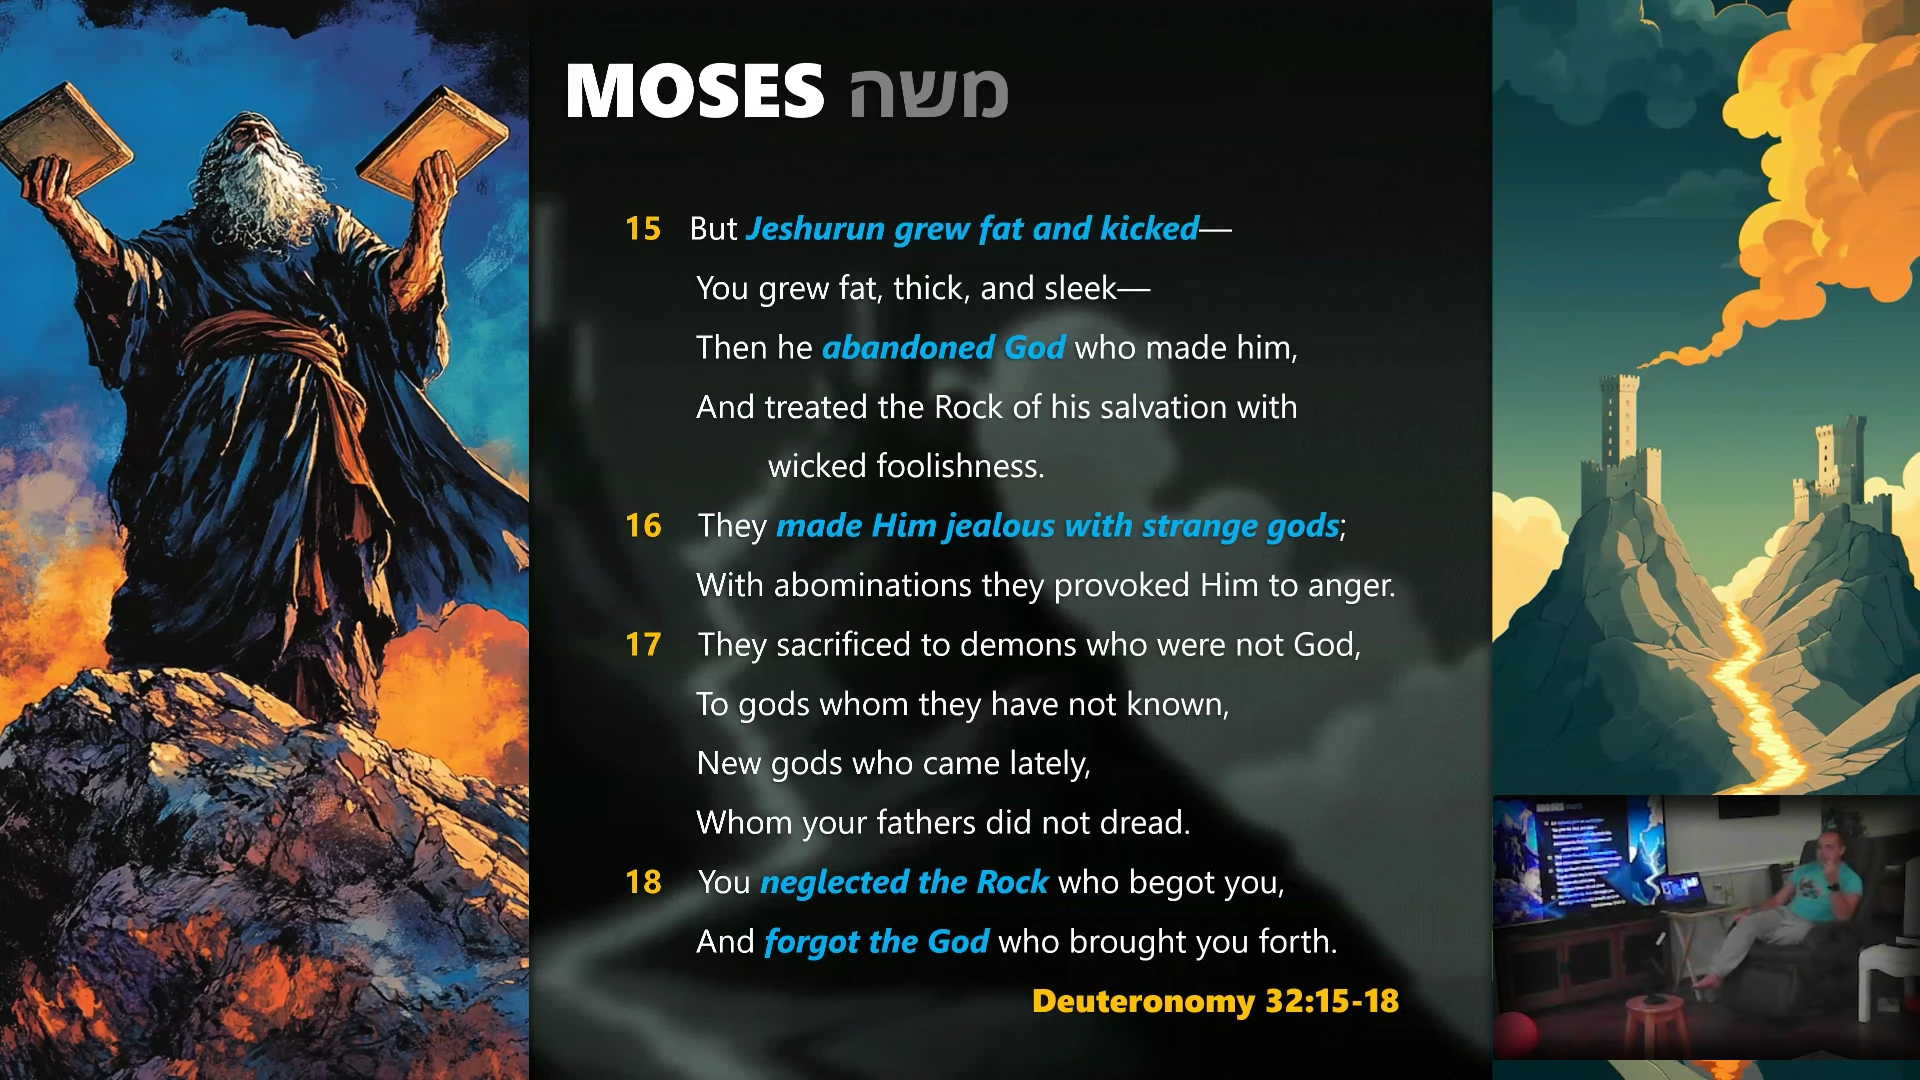 MOSES משה
15 But Jeshurun grew fat and kicked—
You grew fat, thick, and sleek—
Then he abandoned God who made him,
And treated the Rock of his salvation with
wicked foolishness.
16 They made Him jealous with strange gods;
With abominations they provoked Him to anger.
17 They sacrificed to demons who were not God,
To gods whom they have not known,
New gods who came lately,
Whom your fathers did not dread.
18 You neglected the Rock who begot you,
And forgot the God who brought you forth.
Deuteronomy 32:15-18